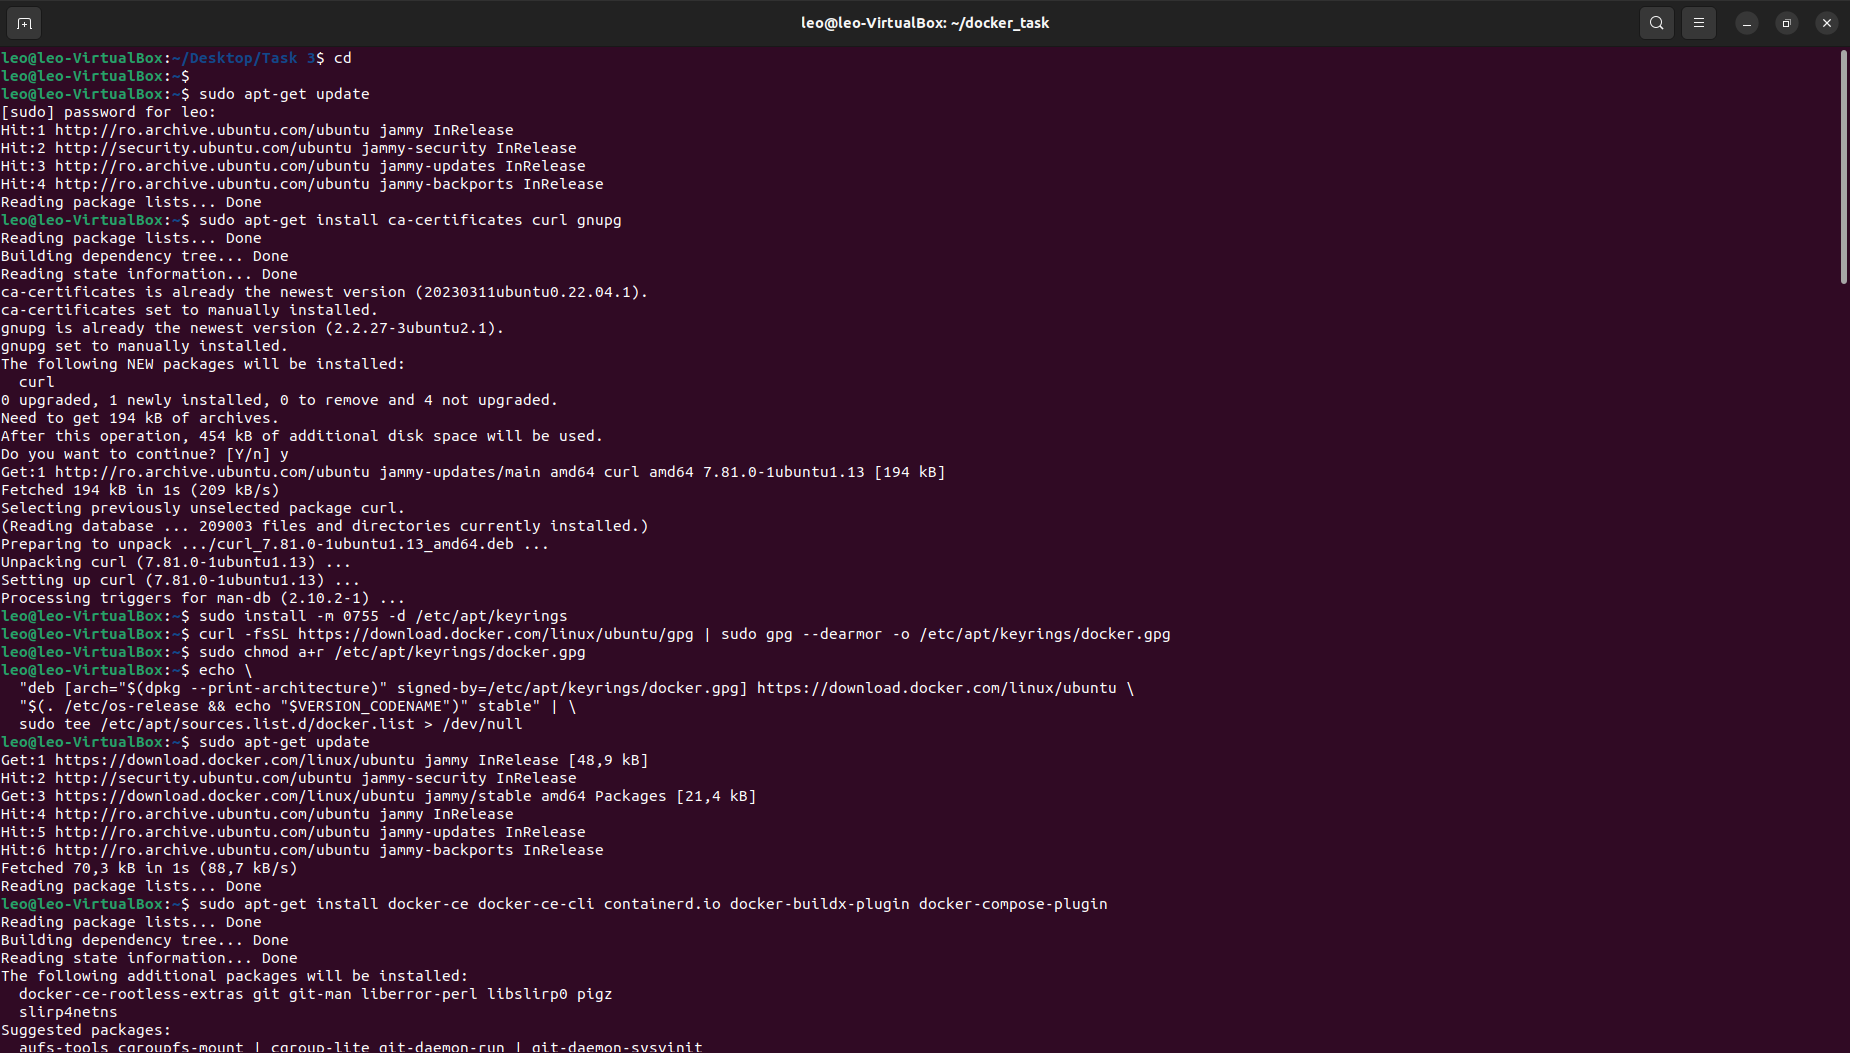 leo@leo-VirtualBox: ~/docker_task
leo@leo-VirtualBox:~/Desktop/Task 3$ cd
leo@leo-VirtualBox:~$
leo@leo-VirtualBox:~$ sudo apt-get update
[sudo] password for leo:
Hit:1 http://ro.archive.ubuntu.com/ubuntu jammy InRelease
Hit:2 http://security.ubuntu.com/ubuntu jammy-security InRelease
Hit:3 http://ro.archive.ubuntu.com/ubuntu jammy-updates InRelease
Hit:4 http://ro.archive.ubuntu.com/ubuntu jammy-backports InRelease
Reading package lists... Done
leo@leo-VirtualBox:~$ sudo apt-get install ca-certificates curl gnupg
Reading package lists... Done
Building dependency tree... Done
Reading state information... Done
ca-certificates is already the newest version (20230311ubuntu0.22.04.1).
ca-certificates set to manually installed.
gnupg is already the newest version (2.2.27-3ubuntu2.1).
gnupg set to manually installed.
The following NEW packages will be installed:
  curl
0 upgraded, 1 newly installed, 0 to remove and 4 not upgraded.
Need to get 194 kB of archives.
After this operation, 454 kB of additional disk space will be used.
Do you want to continue? [Y/n] y
Get:1 http://ro.archive.ubuntu.com/ubuntu jammy-updates/main amd64 curl amd64 7.81.0-1ubuntu1.13 [194 kB]
Fetched 194 kB in 1s (209 kB/s)
Selecting previously unselected package curl.
(Reading database ... 209003 files and directories currently installed.)
Preparing to unpack .../curl_7.81.0-1ubuntu1.13_amd64.deb ...
Unpacking curl (7.81.0-1ubuntu1.13) ...
Setting up curl (7.81.0-1ubuntu1.13) ...
Processing triggers for man-db (2.10.2-1) ...
leo@leo-VirtualBox:~$ sudo install -m 0755 -d /etc/apt/keyrings
leo@leo-VirtualBox:~$ curl -fsSL https://download.docker.com/linux/ubuntu/gpg | sudo gpg --dearmor -o /etc/apt/keyrings/docker.gpg
leo@leo-VirtualBox:~$ sudo chmod a+r /etc/apt/keyrings/docker.gpg
leo@leo-VirtualBox:~$ echo \
  "deb [arch="$(dpkg --print-architecture)" signed-by=/etc/apt/keyrings/docker.gpg] https://download.docker.com/linux/ubuntu \
  "$(. /etc/os-release && echo "$VERSION_CODENAME")" stable" | \
  sudo tee /etc/apt/sources.list.d/docker.list > /dev/null
leo@leo-VirtualBox:~$ sudo apt-get update
Get:1 https://download.docker.com/linux/ubuntu jammy InRelease [48,9 kB]
Hit:2 http://security.ubuntu.com/ubuntu jammy-security InRelease
Get:3 https://download.docker.com/linux/ubuntu jammy/stable amd64 Packages [21,4 kB]
Hit:4 http://ro.archive.ubuntu.com/ubuntu jammy InRelease
Hit:5 http://ro.archive.ubuntu.com/ubuntu jammy-updates InRelease
Hit:6 http://ro.archive.ubuntu.com/ubuntu jammy-backports InRelease
Fetched 70,3 kB in 1s (88,7 kB/s)
Reading package lists... Done
leo@leo-VirtualBox:~$ sudo apt-get install docker-ce docker-ce-cli containerd.io docker-buildx-plugin docker-compose-plugin
Reading package lists... Done
Building dependency tree... Done
Reading state information... Done
The following additional packages will be installed:
  docker-ce-rootless-extras git git-man liberror-perl libslirp0 pigz
  slirp4netns
Suggested packages:
  aufs-tools cgroupfs-mount | cgroup-lite git-daemon-run | git-daemon-sysvinit